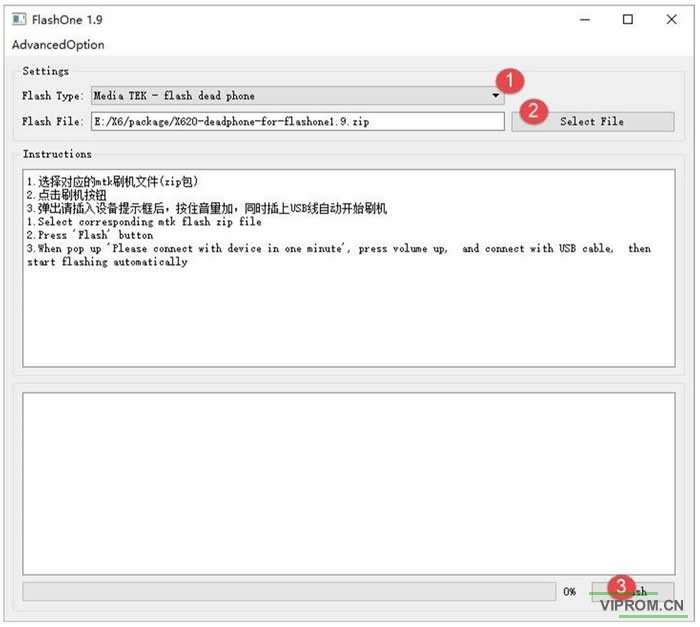 FlashOne 1.9
AdvancedOption
Settings
Flash Type: Media TEK - flash dead phone 1
Flash File: E:/X6/package/X620-deadphone-for-flashone1.9.zip 2 Select File
Instructions
1.选择对应的mtk刷机文件(zip包)
2.点击刷机按钮
3.弹出请插入设备提示框后，按住音量加，同时插上USB线自动开始刷机
1.Select corresponding mtk flash zip file
2.Press 'Flash' button
3.When pop up 'Please connect with device in one minute', press volume up, and connect with USB cable, then
start flashing automatically
0% 3
VIPROM.CN